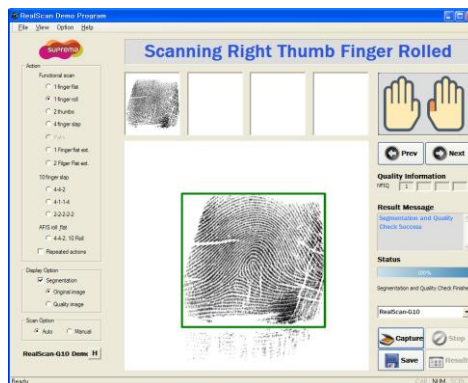 RealScan Demo Program
File View Option Help
suprema
Scanning Right Thumb Finger Rolled
Action
Functional scan
1 finger flat
1 finger roll
2 thumbs
4 finger slap
1 Finger flat ext.
2 Finger flat ext.
10 finger slap
4-4-2
4-1-1-4
2-2-2-2-2
AFIS roll_flat
4-4-2, 10 Roll
Repeated actions
Display Option
Segmentation
Original image
Quality image
Scan Option
Auto Manual
RealScan-G10 Demo H
Prev Next
Quality Information
NFIQ 1
Result Message
Segmentation and Quality
Check Success
Status
100%
Segmentation and Quality Check Finishe
RealScan-G10
Capture Stop
Save Result
Ready
CAP NUM